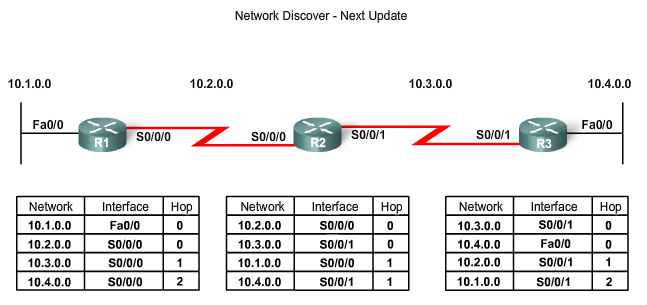 Network Discover - Next Update
10.1.0.0 10.2.0.0 10.3.0.0 10.4.0.0
Fa0/0 R1 S0/0/0 S0/0/0 R2 S0/0/1 S0/0/1 R3 Fa0/0
Network Interface Hop
10.1.0.0 Fa0/0 0
10.2.0.0 S0/0/0 0
10.3.0.0 S0/0/0 1
10.4.0.0 S0/0/0 2
Network Interface Hop
10.2.0.0 S0/0/0 0
10.3.0.0 S0/0/1 0
10.1.0.0 S0/0/0 1
10.4.0.0 S0/0/1 1
Network Interface Hop
10.3.0.0 S0/0/1 0
10.4.0.0 Fa0/0 0
10.2.0.0 S0/0/1 1
10.1.0.0 S0/0/1 2